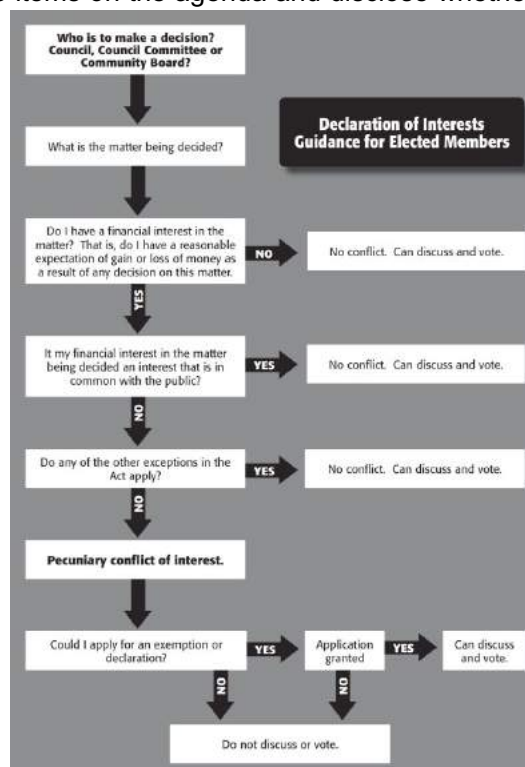 items on the agenda and disclose whethe
Who is to make a decision?
Council, Council Committee or
Community Board?
Declaration of Interests
Guidance for Elected Members
What is the matter being decided?
Do I have a financial interest in the
matter? That is, do I have a reasonable
expectation of gain or loss of money as
a result of any decision on this matter.
NO
No conflict. Can discuss and vote.
YES
It my financial interest in the matter
being decided an interest that is in
common with the public?
YES
No conflict. Can discuss and vote.
NO
Do any of the other exceptions in the
Act apply?
YES
No conflict. Can discuss and vote.
NO
Pecuniary conflict of interest.
Could I apply for an exemption or
declaration?
YES
Application
granted
YES
Can discuss
and vote.
NO
NO
Do not discuss or vote.